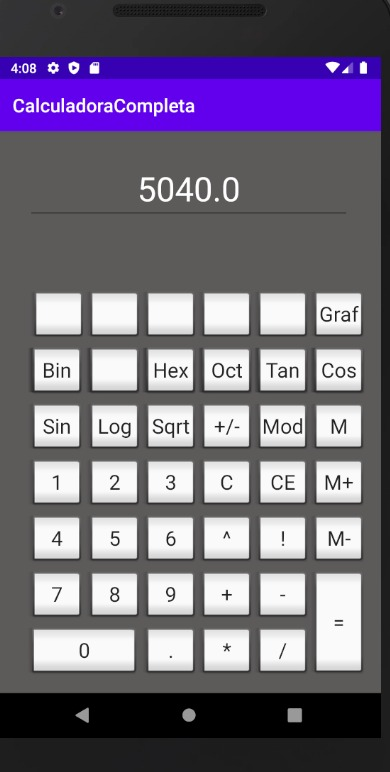 4:08
CalculadoraCompleta
5040.0
Graf
Bin Hex Oct Tan Cos
Sin Log Sqrt +/- Mod M
1 2 3 C CE M+
4 5 6 ^ ! M-
7 8 9 + -
=
0 . * /